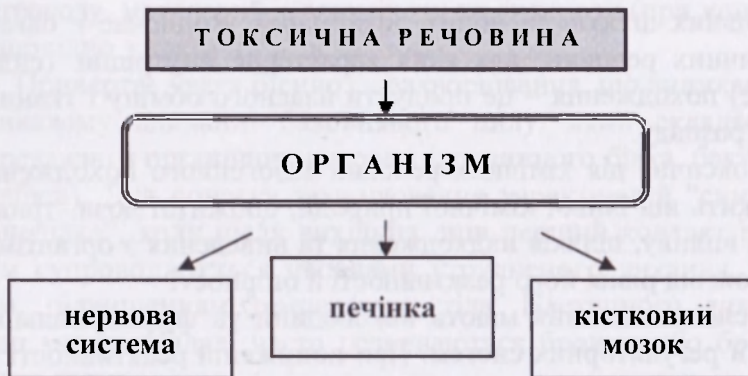 ТОКСИЧНА РЕЧОВИНА
ОРГАНІЗМ
нервова
система
печінка
кістковий
мозок